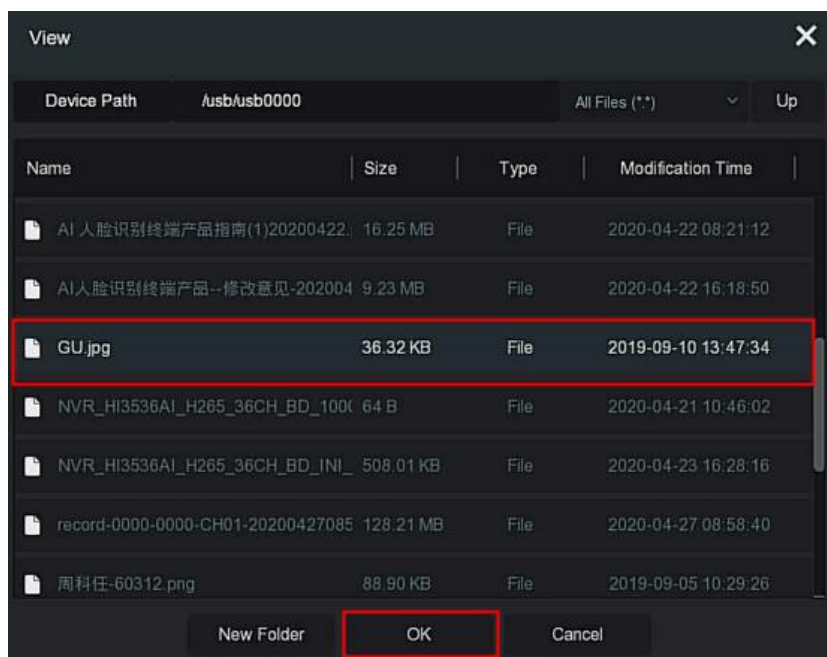 View
Device Path /usb/usb0000 All Files (*.*) Up
Name Size Type Modification Time
AI 人脸识别终端产品指南(1)20200422. 16.25 MB File 2020-04-22 08:21:12
AI人脸识别终端产品--修改意见-202004 9.23 MB File 2020-04-22 16:18:50
GU.jpg 36.32 KB File 2019-09-10 13:47:34
NVR_HI3536AI_H265_36CH_BD_100( 64 B File 2020-04-21 10:46:02
NVR_HI3536AI_H265_36CH_BD_INI_ 508.01 KB File 2020-04-23 16:28:16
record-0000-0000-CH01-20200427085 128.21 MB File 2020-04-27 08:58:40
周科任-60312.png 88.90 KB File 2019-09-05 10:29:26
New Folder OK Cancel